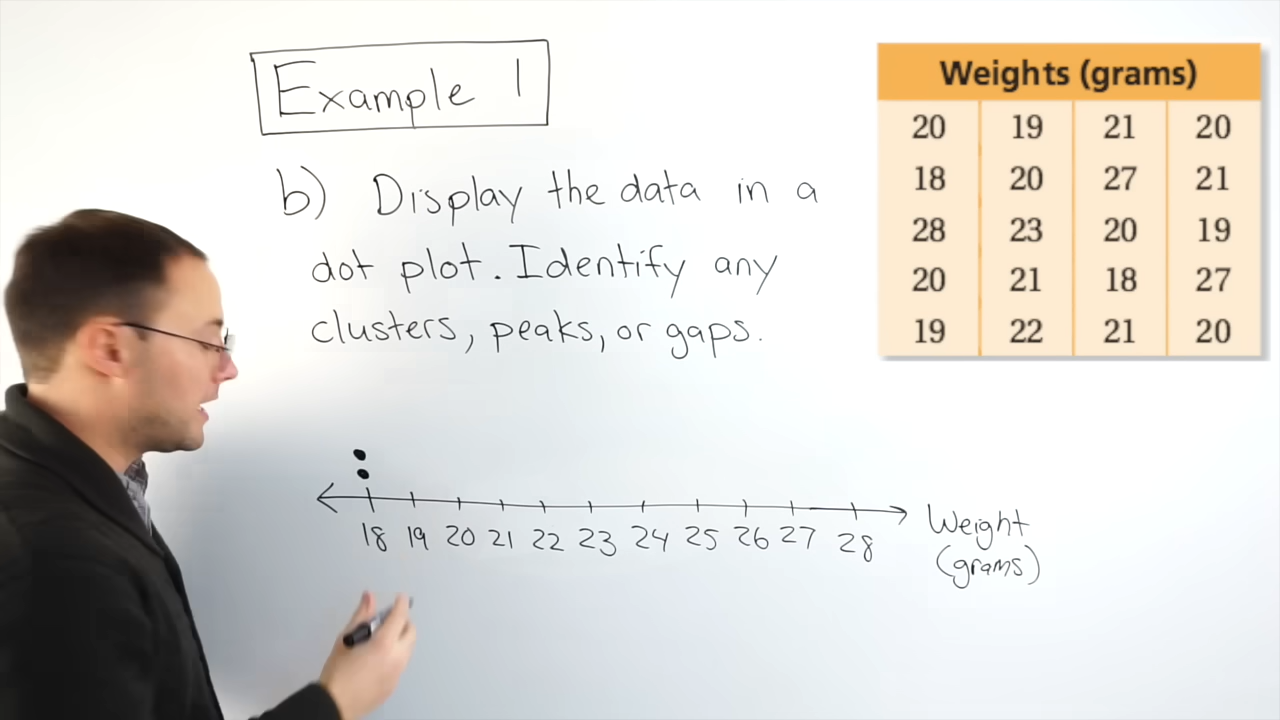 Example 1
b) Display the data in a
dot plot. Identify any
clusters, peaks, or gaps.
Weights (grams)
20 19 21 20
18 20 27 21
28 23 20 19
20 21 18 27
19 22 21 20
18 19 20 21 22 23 24 25 26 27 28
Weight
(grams)